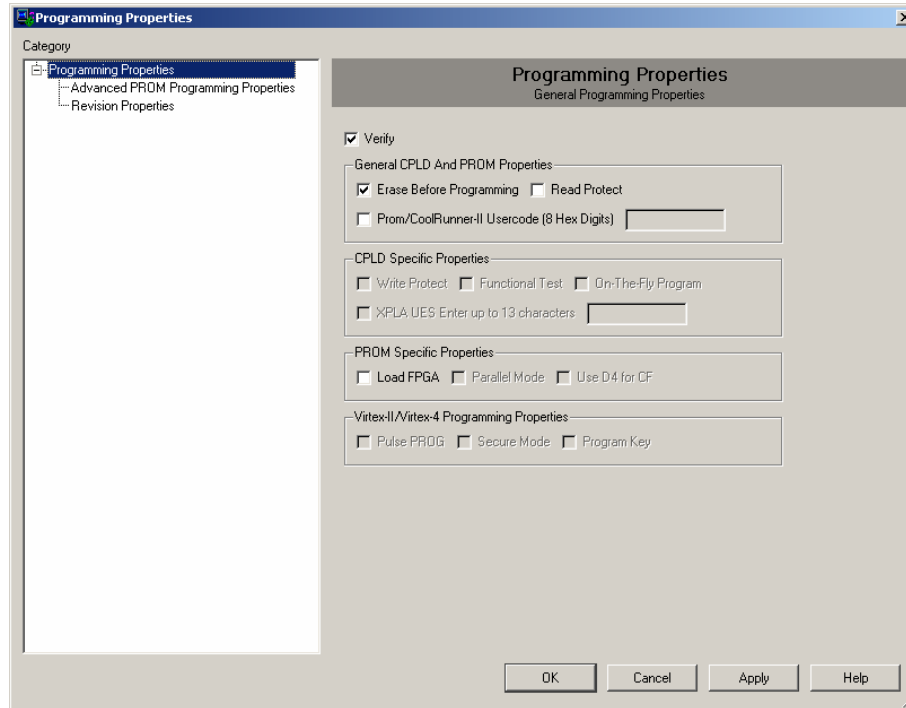 Programming Properties
Category
Programming Properties
Advanced PROM Programming Properties
Revision Properties
Programming Properties
General Programming Properties
Verify
General CPLD And PROM Properties
Erase Before Programming Read Protect
Prom/CoolRunner-II Usercode (8 Hex Digits)
CPLD Specific Properties
Write Protect Functional Test On-The-Fly Program
XPLA UES Enter up to 13 characters
PROM Specific Properties
Load FPGA Parallel Mode Use D4 for CF
Virtex-II/Virtex-4 Programming Properties
Pulse PROG Secure Mode Program Key
OK Cancel Apply Help